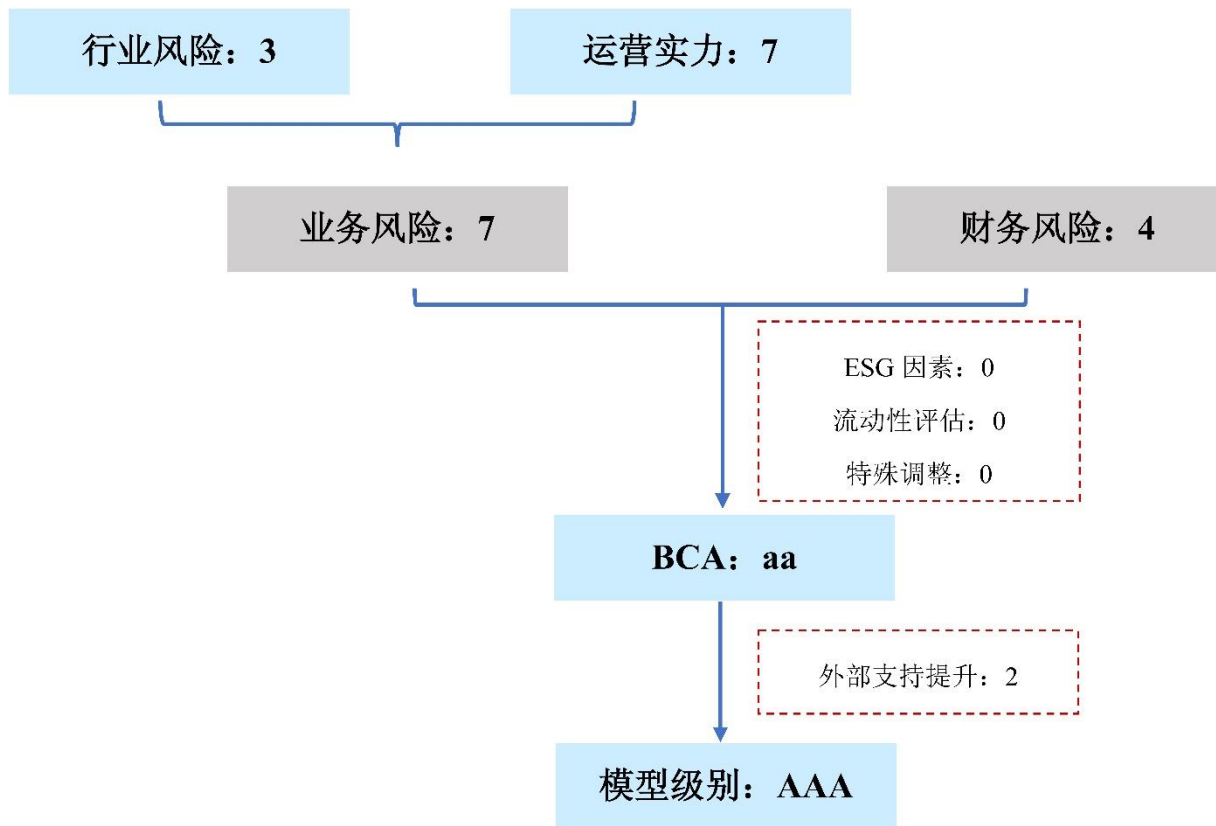 行业风险：3
运营实力：7
业务风险：7
财务风险：4
ESG 因素：0
流动性评估：0
特殊调整：0
BCA：aa
外部支持提升：2
模型级别：AAA